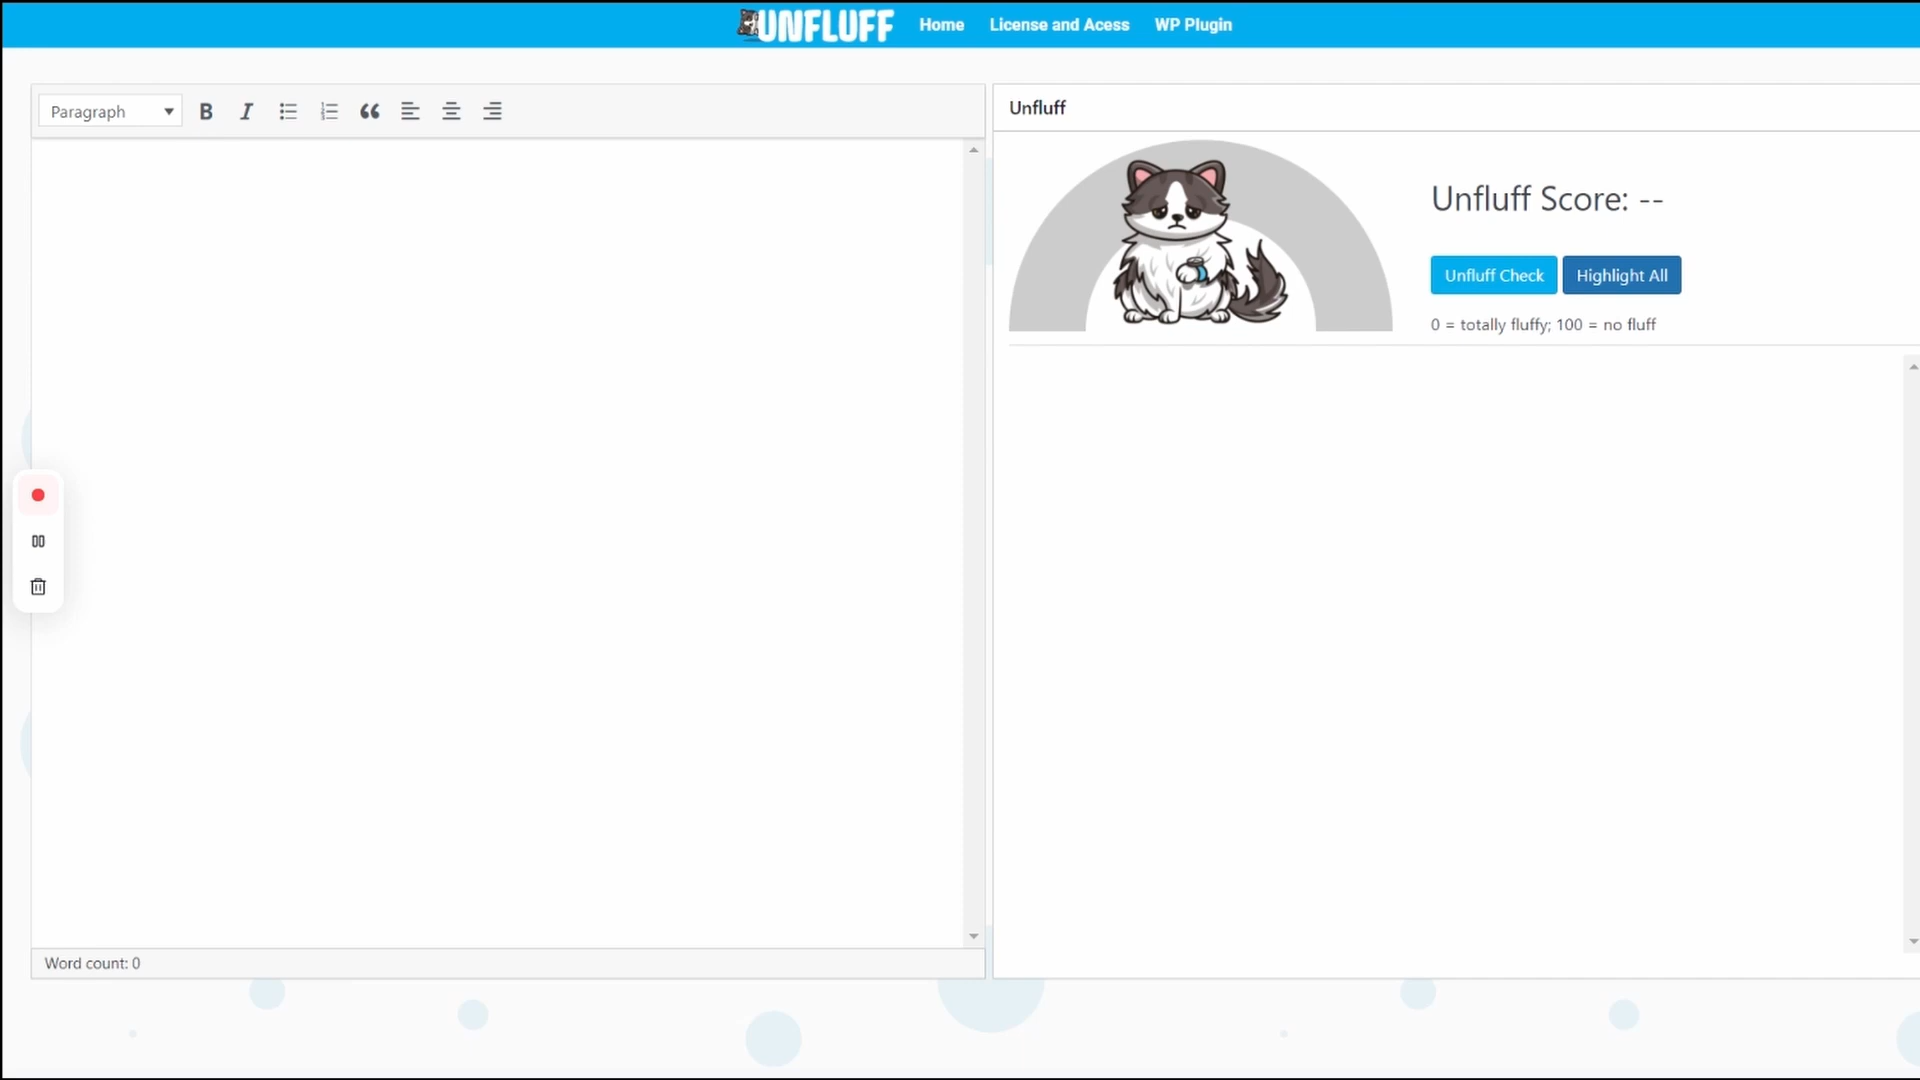 UNFLUFF Home License and Acess WP Plugin
Paragraph
Unfluff
Unfluff Score: --
Unfluff Check Highlight All
0 = totally fluffy; 100 = no fluff
Word count: 0